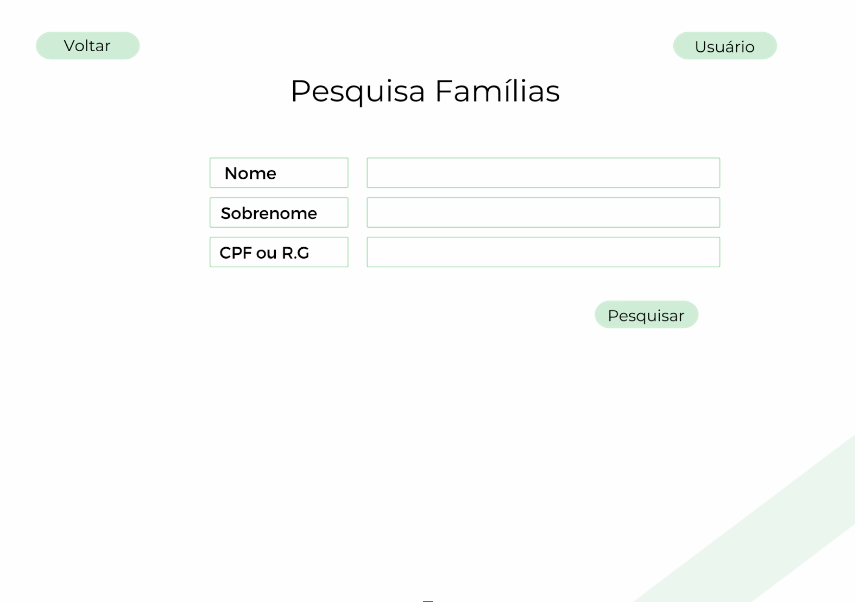 Voltar
Usuário
Pesquisa Famílias
Nome
Sobrenome
CPF ou R.G
Pesquisar